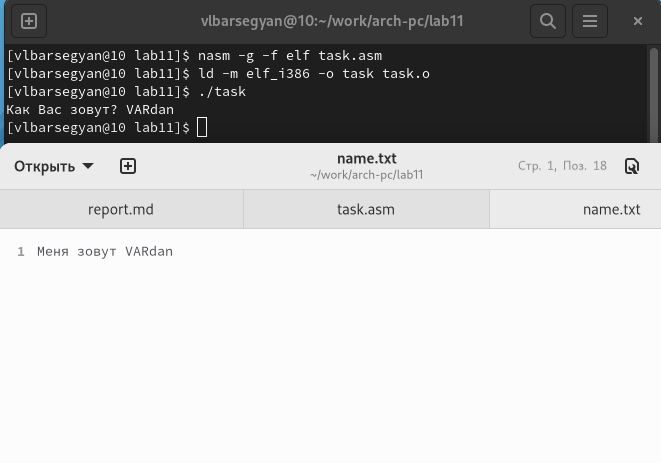 vlbarsegyan@10:~/work/arch-pc/lab11
[vlbarsegyan@10 lab11]$ nasm -g -f elf task.asm
[vlbarsegyan@10 lab11]$ ld -m elf_i386 -o task task.o
[vlbarsegyan@10 lab11]$ ./task
Как Вас зовут? VARdan
[vlbarsegyan@10 lab11]$
Открыть
name.txt
~/work/arch-pc/lab11
Стр. 1, Поз. 18
report.md
task.asm
name.txt
1 Меня зовут VARdan